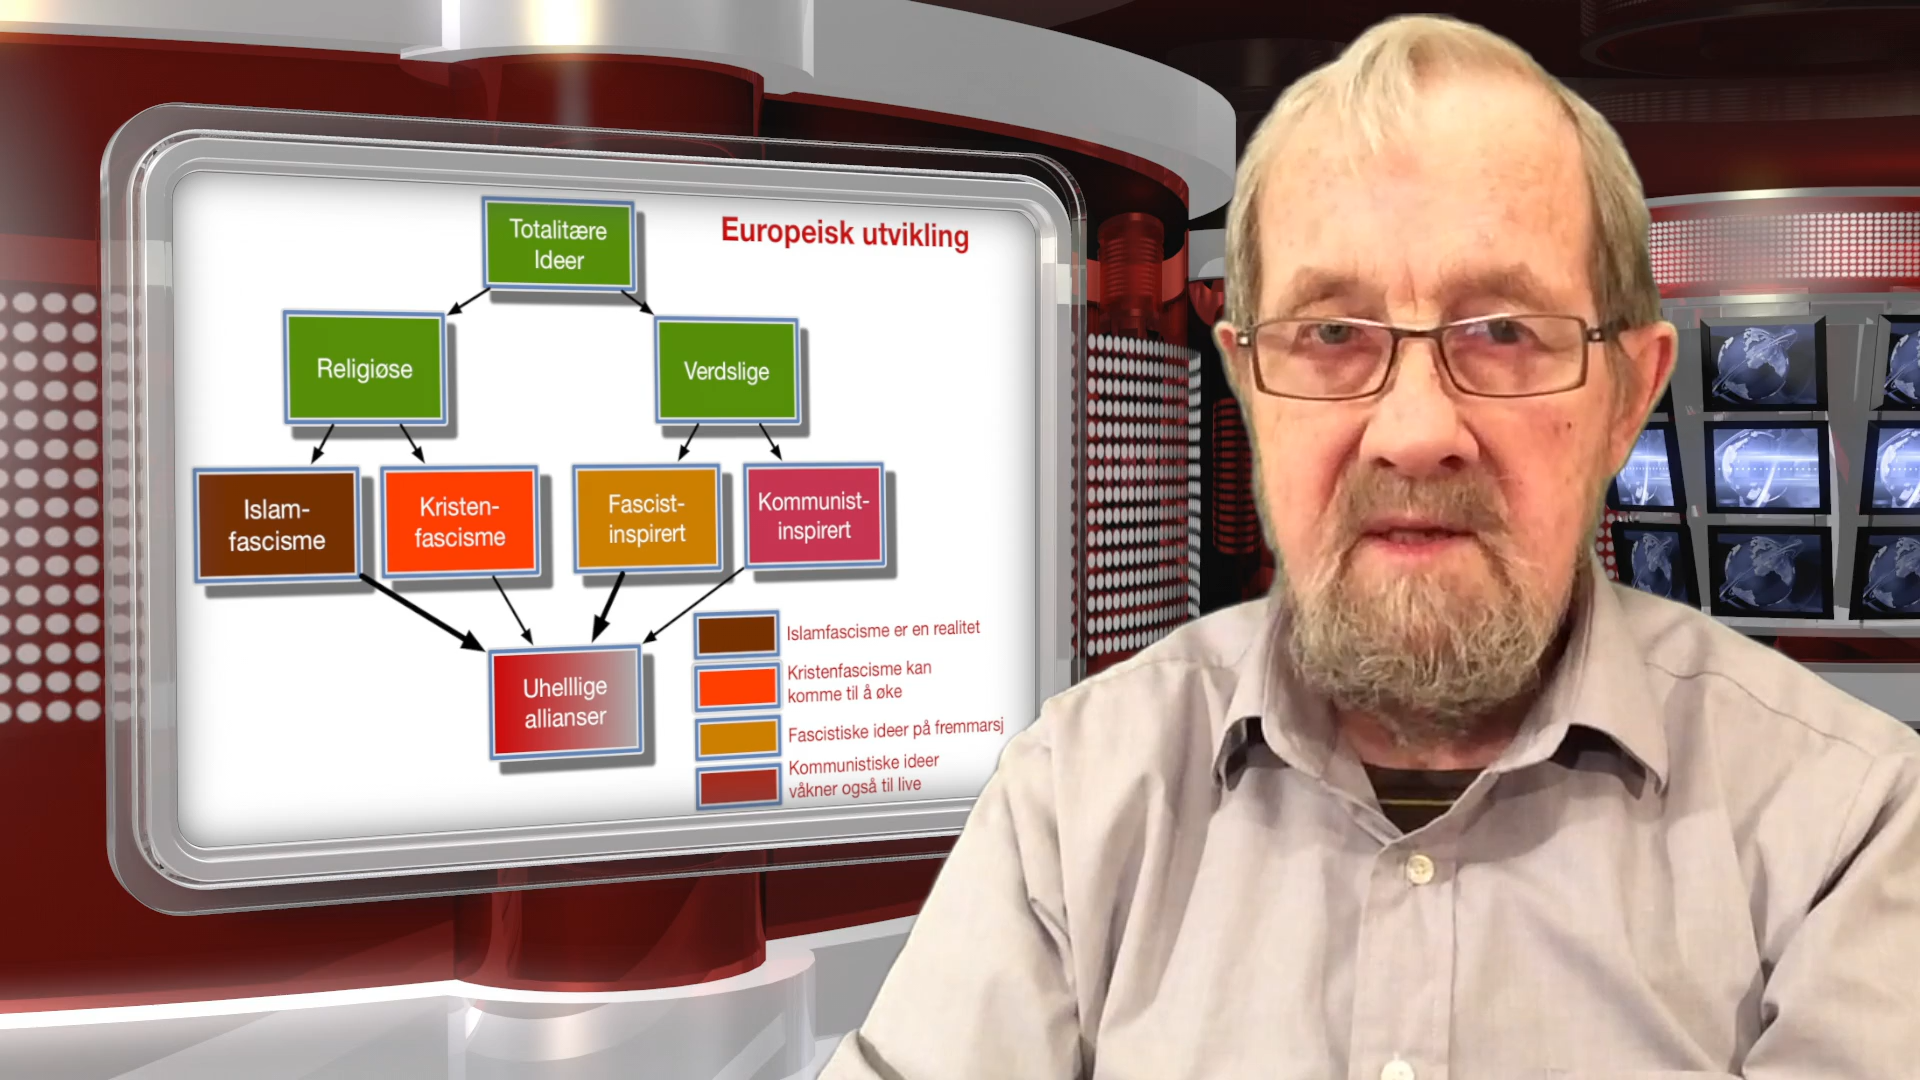 Europeisk utvikling
Totalitære
Ideer
Religiøse
Verdslige
Islam-
fascisme
Kristen-
fascisme
Fascist-
inspirert
Kommunist-
inspirert
Uhelllige
allianser
Islamfascisme er en realitet
Kristenfascisme kan
komme til å øke
Fascistiske ideer på fremmarsj
Kommunistiske ideer
våkner også til live